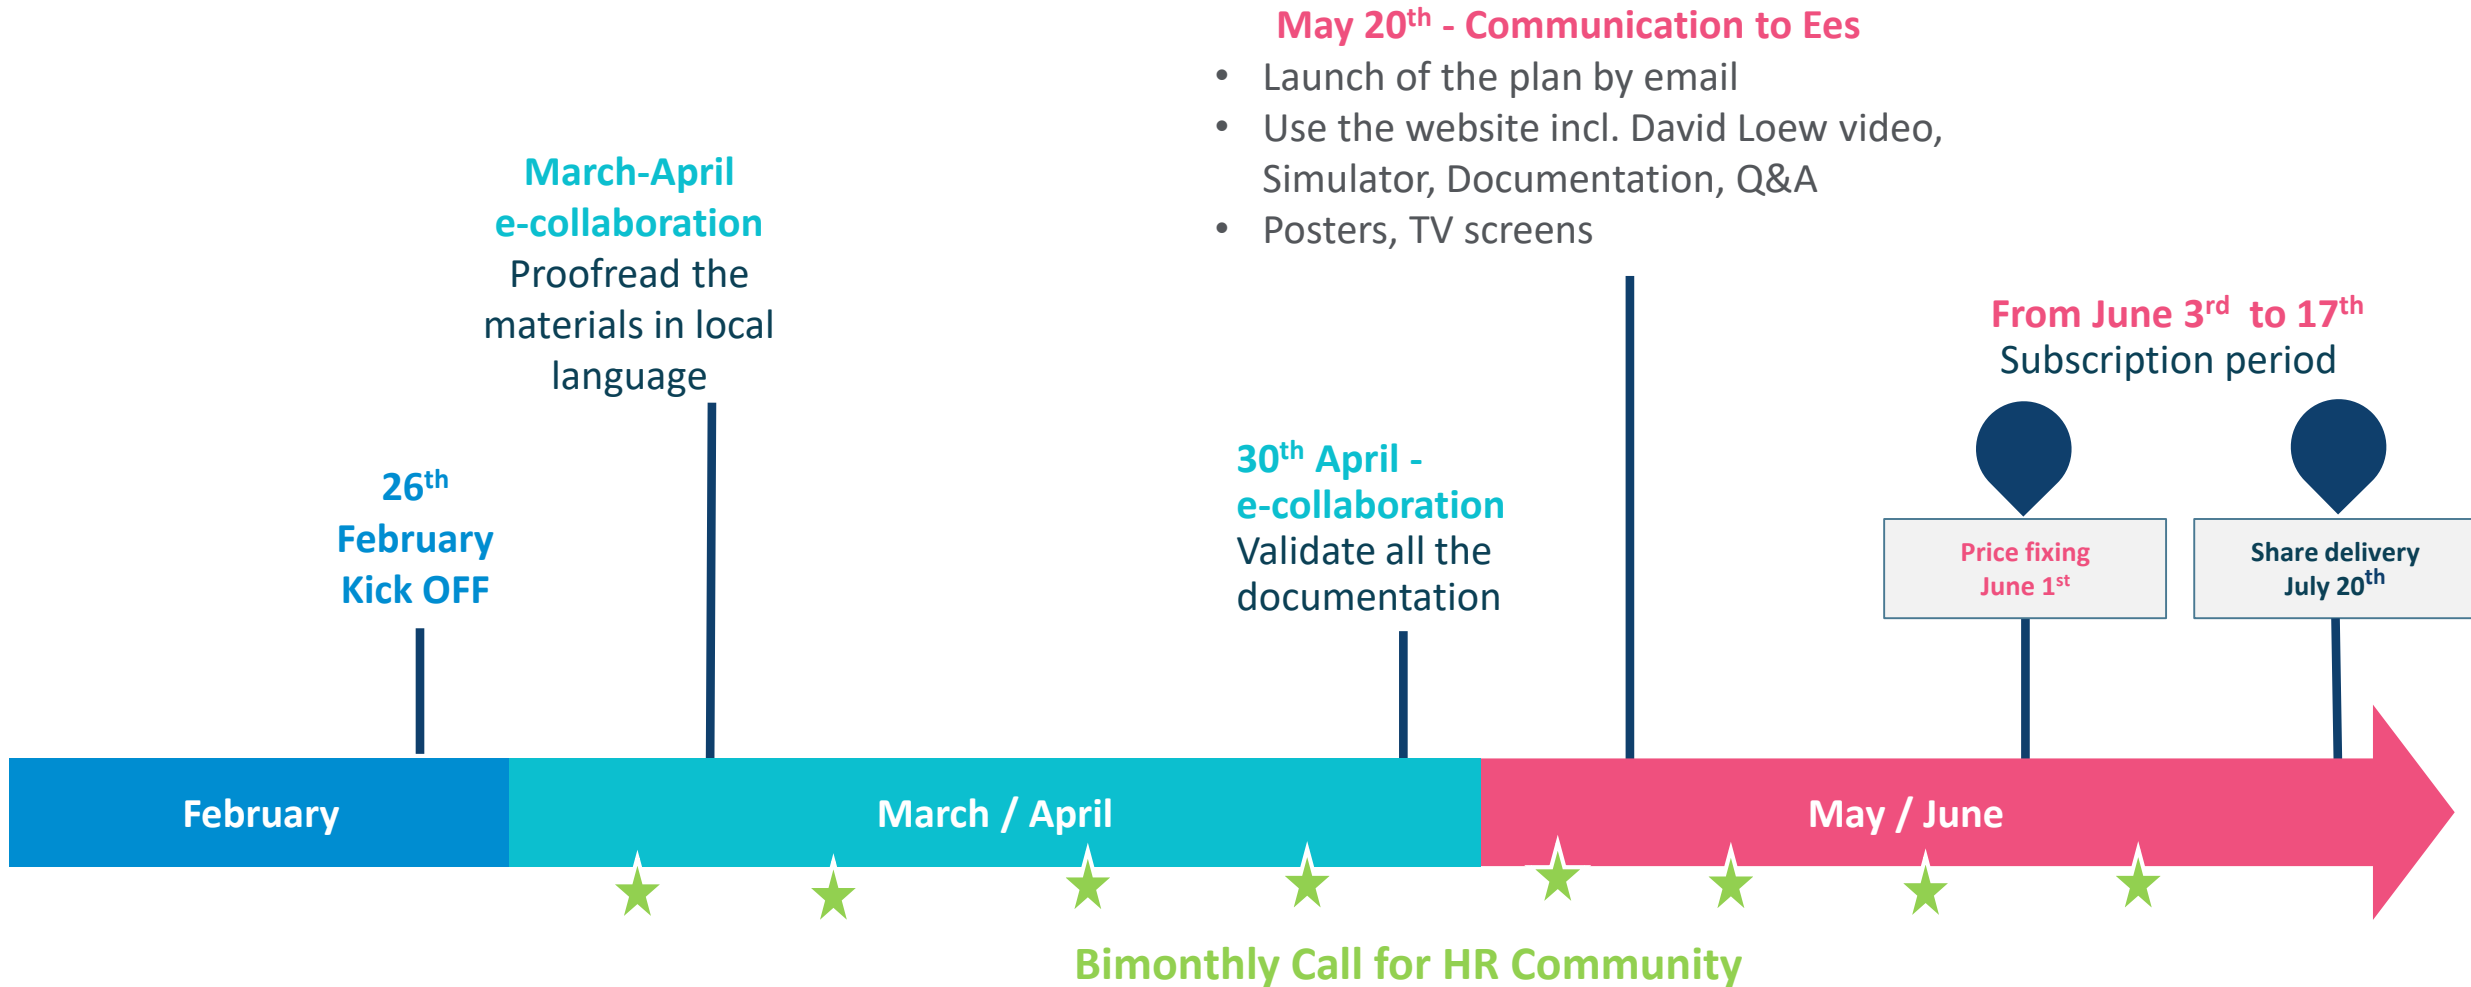 May 20th - Communication to Ees
• Launch of the plan by email
• Use the website incl. David Loew video,
Simulator, Documentation, Q&A
• Posters, TV screens
March-April
e-collaboration
Proofread the
materials in local
language
From June 3rd to 17th
Subscription period
26th
February
Kick OFF
30th April -
e-collaboration
Validate all the
documentation
Price fixing
June 1st
Share delivery
July 20th
February
March / April
May / June
Bimonthly Call for HR Community